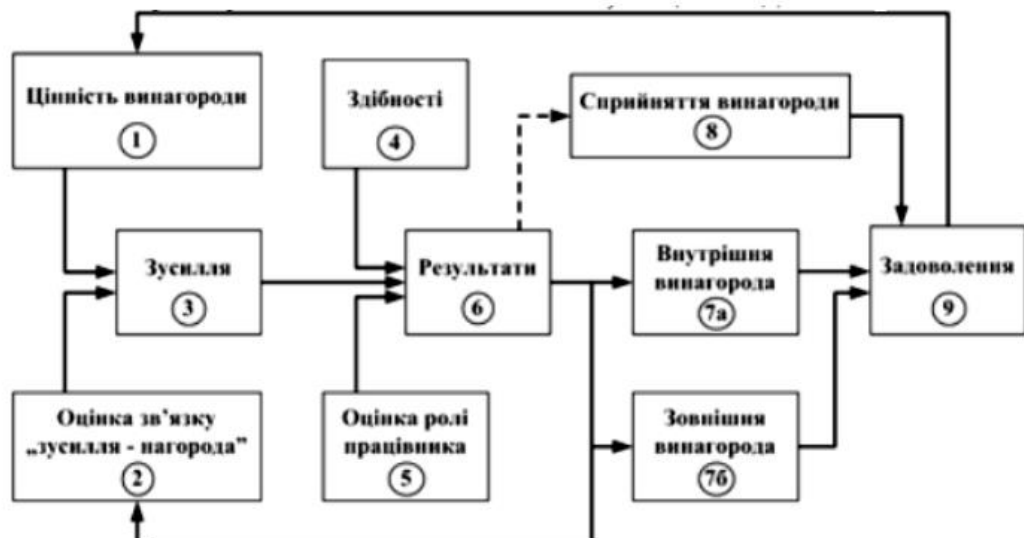 Цінність винагороди
1
Здібності
4
Сприйняття винагороди
8
Зусилля
3
Результати
6
Внутрішня
винагорода
7а
Задоволення
9
Оцінка зв’язку
„зусилля - нагорода”
2
Оцінка ролі
працівника
5
Зовнішня
винагорода
7б